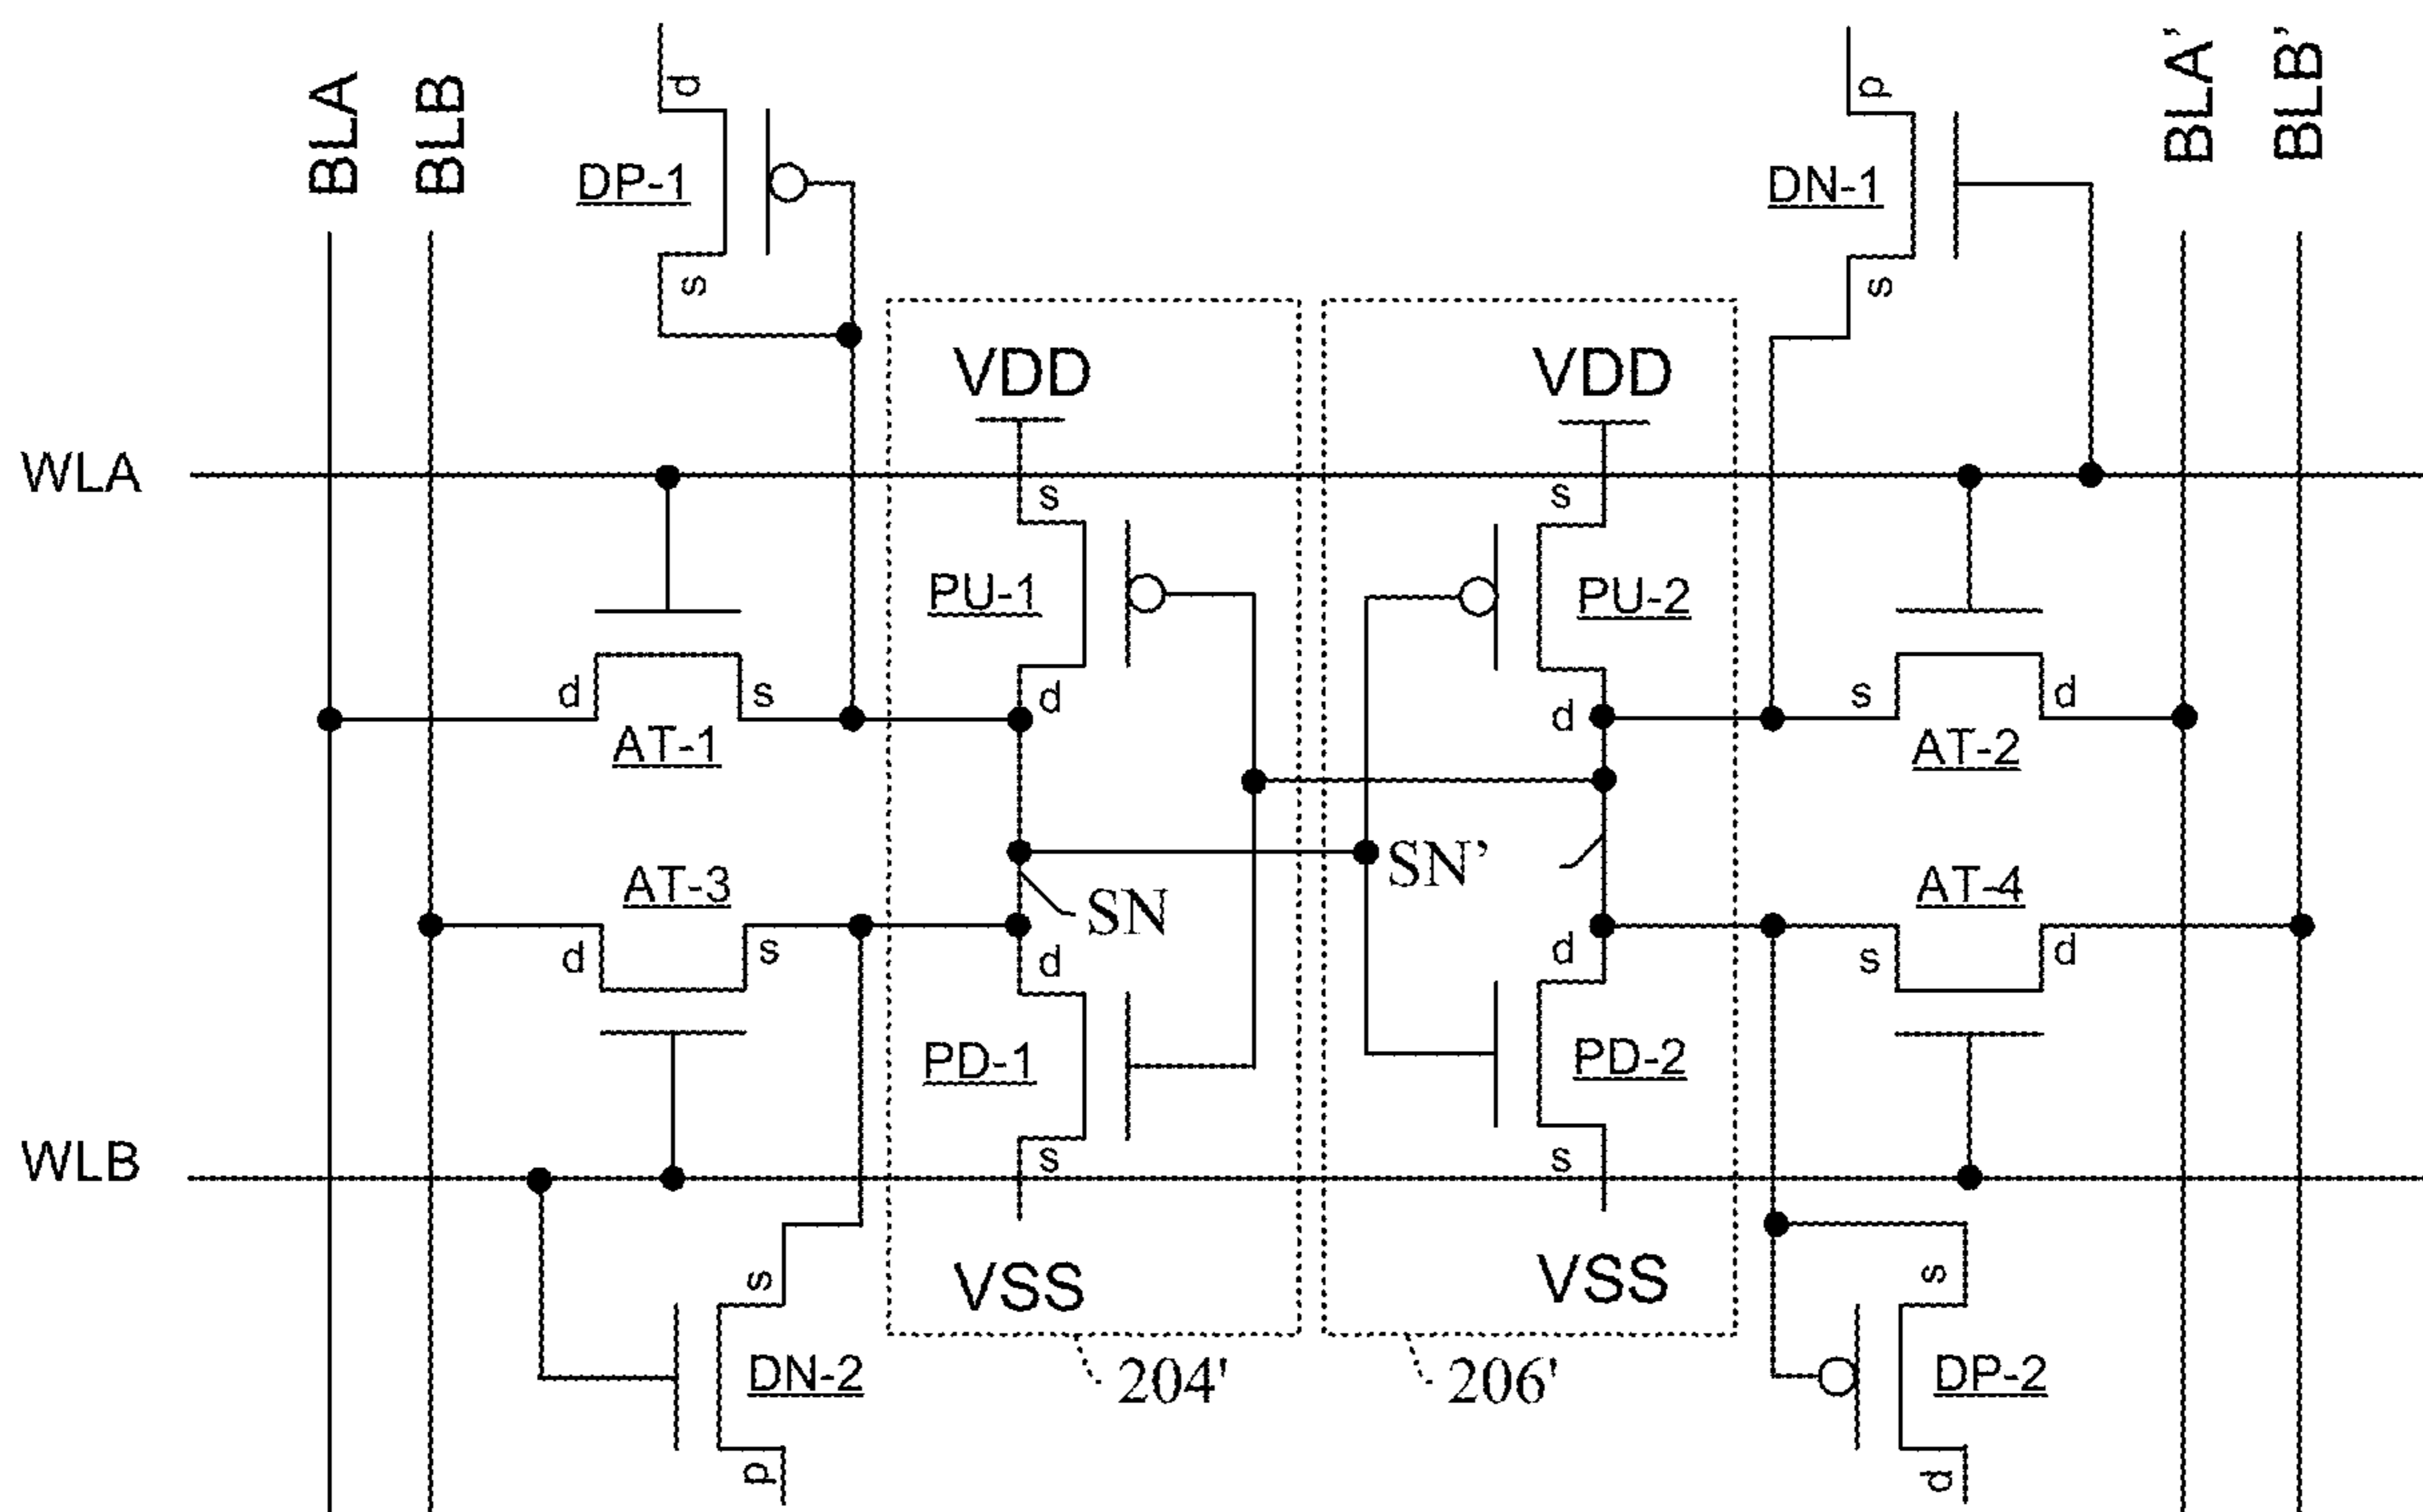 BLA
BLB
d
DP-1
s
d
DN-1
s
BLA'
BLB'
VDD
VDD
WLA
s
s
PU-1
PU-2
d
s
d
d
s
d
AT-1
AT-2
AT-3
SN
SN'
AT-4
d
s
d
d
s
d
PD-1
PD-2
WLB
s
s
s
VSS
VSS
s
DN-2
204'
206'
DP-2
d
d